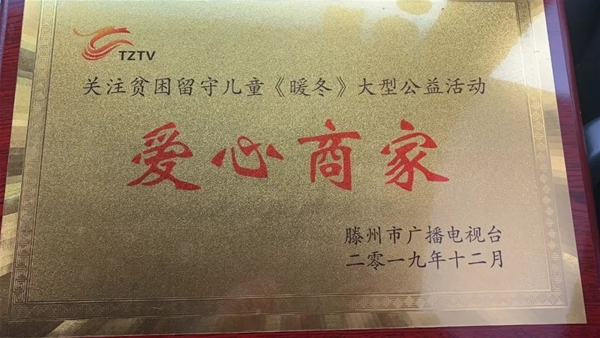 TZTV
关注贫困留守儿童《暖冬》大型公益活动
爱心商家
滕州市广播电视台
二零一九年十二月